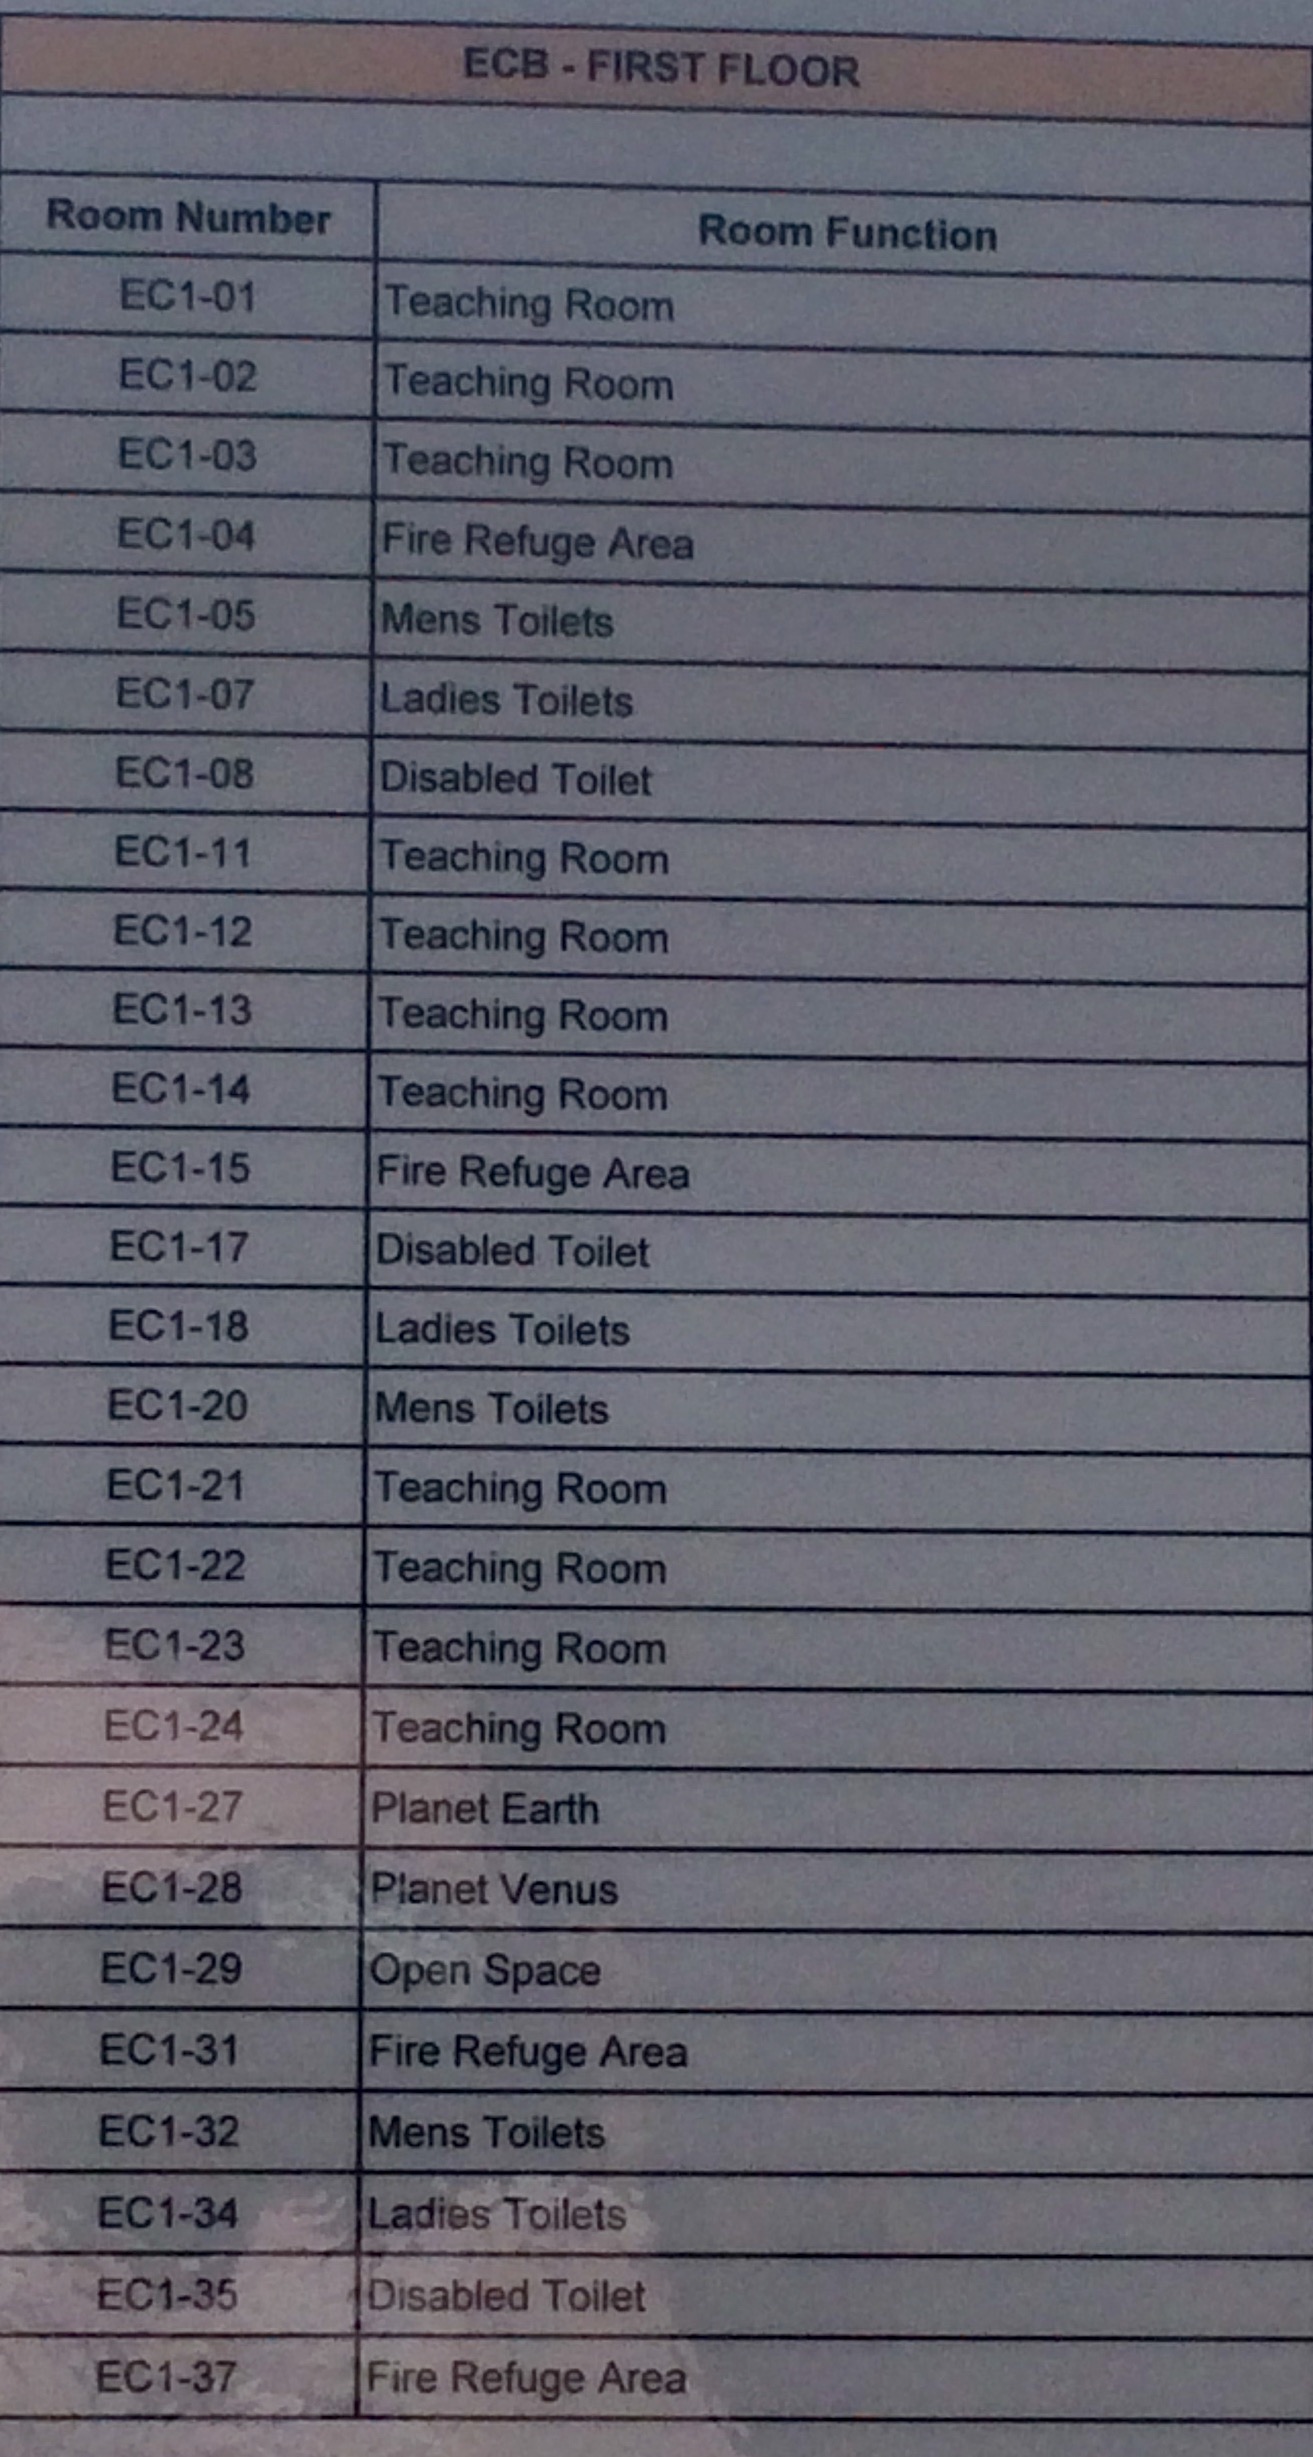 ECB - FIRST FLOOR
Room Number Room Function
EC1-01 Teaching Room
EC1-02 Teaching Room
EC1-03 Teaching Room
EC1-04 Fire Refuge Area
EC1-05 Mens Toilets
EC1-07 Ladies Toilets
EC1-08 Disabled Toilet
EC1-11 Teaching Room
EC1-12 Teaching Room
EC1-13 Teaching Room
EC1-14 Teaching Room
EC1-15 Fire Refuge Area
EC1-17 Disabled Toilet
EC1-18 Ladies Toilets
EC1-20 Mens Toilets
EC1-21 Teaching Room
EC1-22 Teaching Room
EC1-23 Teaching Room
EC1-24 Teaching Room
EC1-27 Planet Earth
EC1-28 Planet Venus
EC1-29 Open Space
EC1-31 Fire Refuge Area
EC1-32 Mens Toilets
EC1-34 Ladies Toilets
EC1-35 Disabled Toilet
EC1-37 Fire Refuge Area